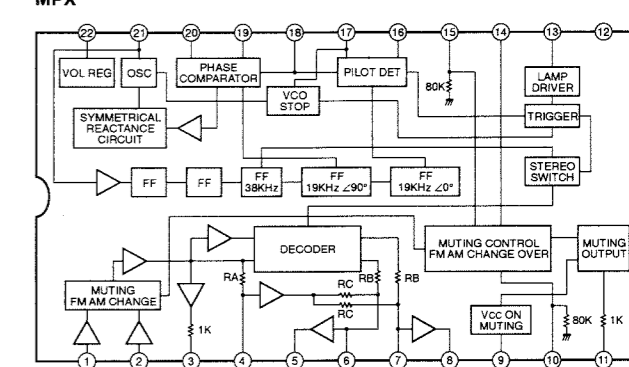 MPX
22 21 20 19 18 17 16 15 14 13 12
VOL REG
OSC
PHASE
COMPARATOR
PILOT DET
VCO
STOP
80K
LAMP
DRIVER
TRIGGER
SYMMETRICAL
REACTANCE
CIRCUIT
STEREO
SWITCH
FF
FF
FF
38KHz
FF
19KHz ∠90°
FF
19KHz ∠0°
DECODER
MUTING CONTROL
FM AM CHANGE OVER
MUTING
OUTPUT
RA
RB
RB
RC
RC
MUTING
FM AM CHANGE
1K
Vcc ON
MUTING
80K
1K
1 2 3 4 5 6 7 8 9 10 11